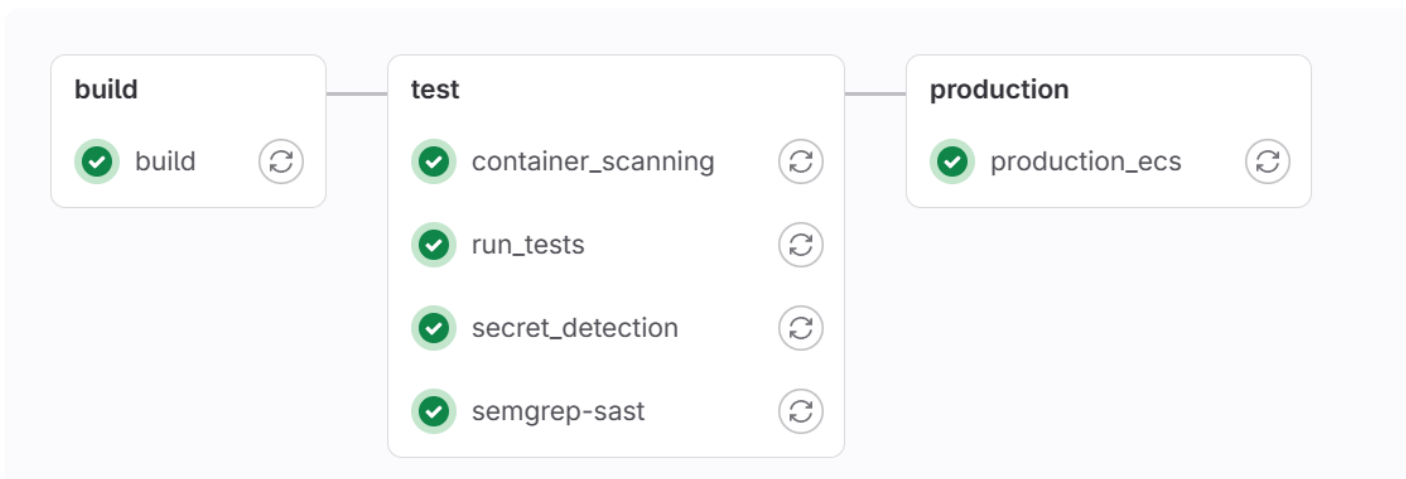 build
build
test
container_scanning
run_tests
secret_detection
semgrep-sast
production
production_ecs